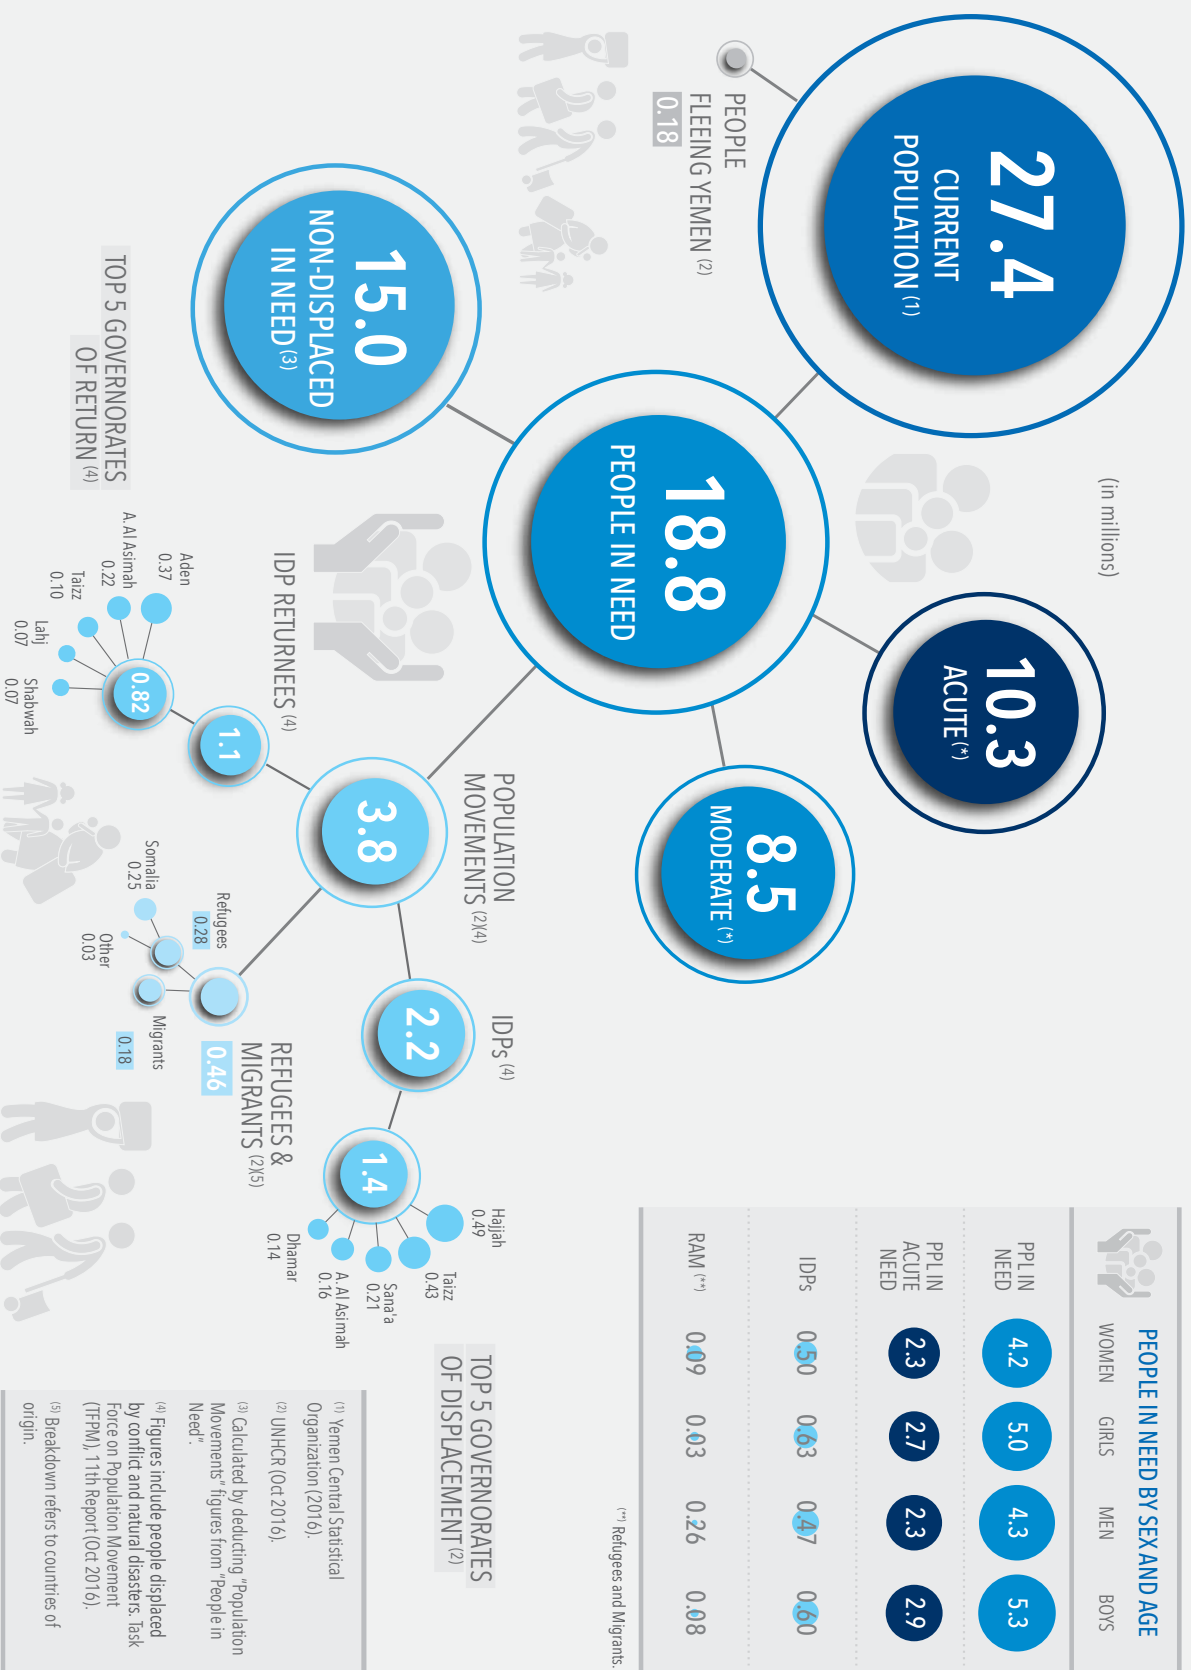 (in millions)
27.4
CURRENT
POPULATION (1)
PEOPLE
FLEEING YEMEN (2)
0.18
10.3
ACUTE (*)
18.8
PEOPLE IN NEED
8.5
MODERATE (*)
15.0
NON-DISPLACED
IN NEED (3)
POPULATION
MOVEMENTS (2)(4)
3.8
IDPs (4)
2.2
1.4
Hajjah
0.49
Taizz
0.43
Sana'a
0.21
A. Al Asimah
0.16
Dhamar
0.14
TOP 5 GOVERNORATES
OF DISPLACEMENT (2)
IDP RETURNEES (4)
1.1
0.82
TOP 5 GOVERNORATES
OF RETURN (4)
Aden
0.37
A. Al Asimah
0.22
Taizz
0.10
Lahj
0.07
Shabwah
0.07
REFUGEES &
MIGRANTS (2)(5)
0.46
Refugees
0.28
Somalia
0.25
Other
0.03
Migrants
0.18
PEOPLE IN NEED BY SEX AND AGE
WOMEN GIRLS MEN BOYS
PPL IN
NEED
4.2 5.0 4.3 5.3
PPL IN
ACUTE
NEED
2.3 2.7 2.3 2.9
IDPs 0.50 0.63 0.47 0.60
RAM (**) 0.09 0.03 0.26 0.08
(**) Refugees and Migrants.
(1) Yemen Central Statistical
Organization (2016).
(2) UNHCR (Oct 2016).
(3) Calculated by deducting "Population
Movements" figures from "People in
Need".
(4) Figures include people displaced
by conflict and natural disasters. Task
Force on Population Movement
(TFPM), 11th Report (Oct 2016).
(5) Breakdown refers to countries of
origin.